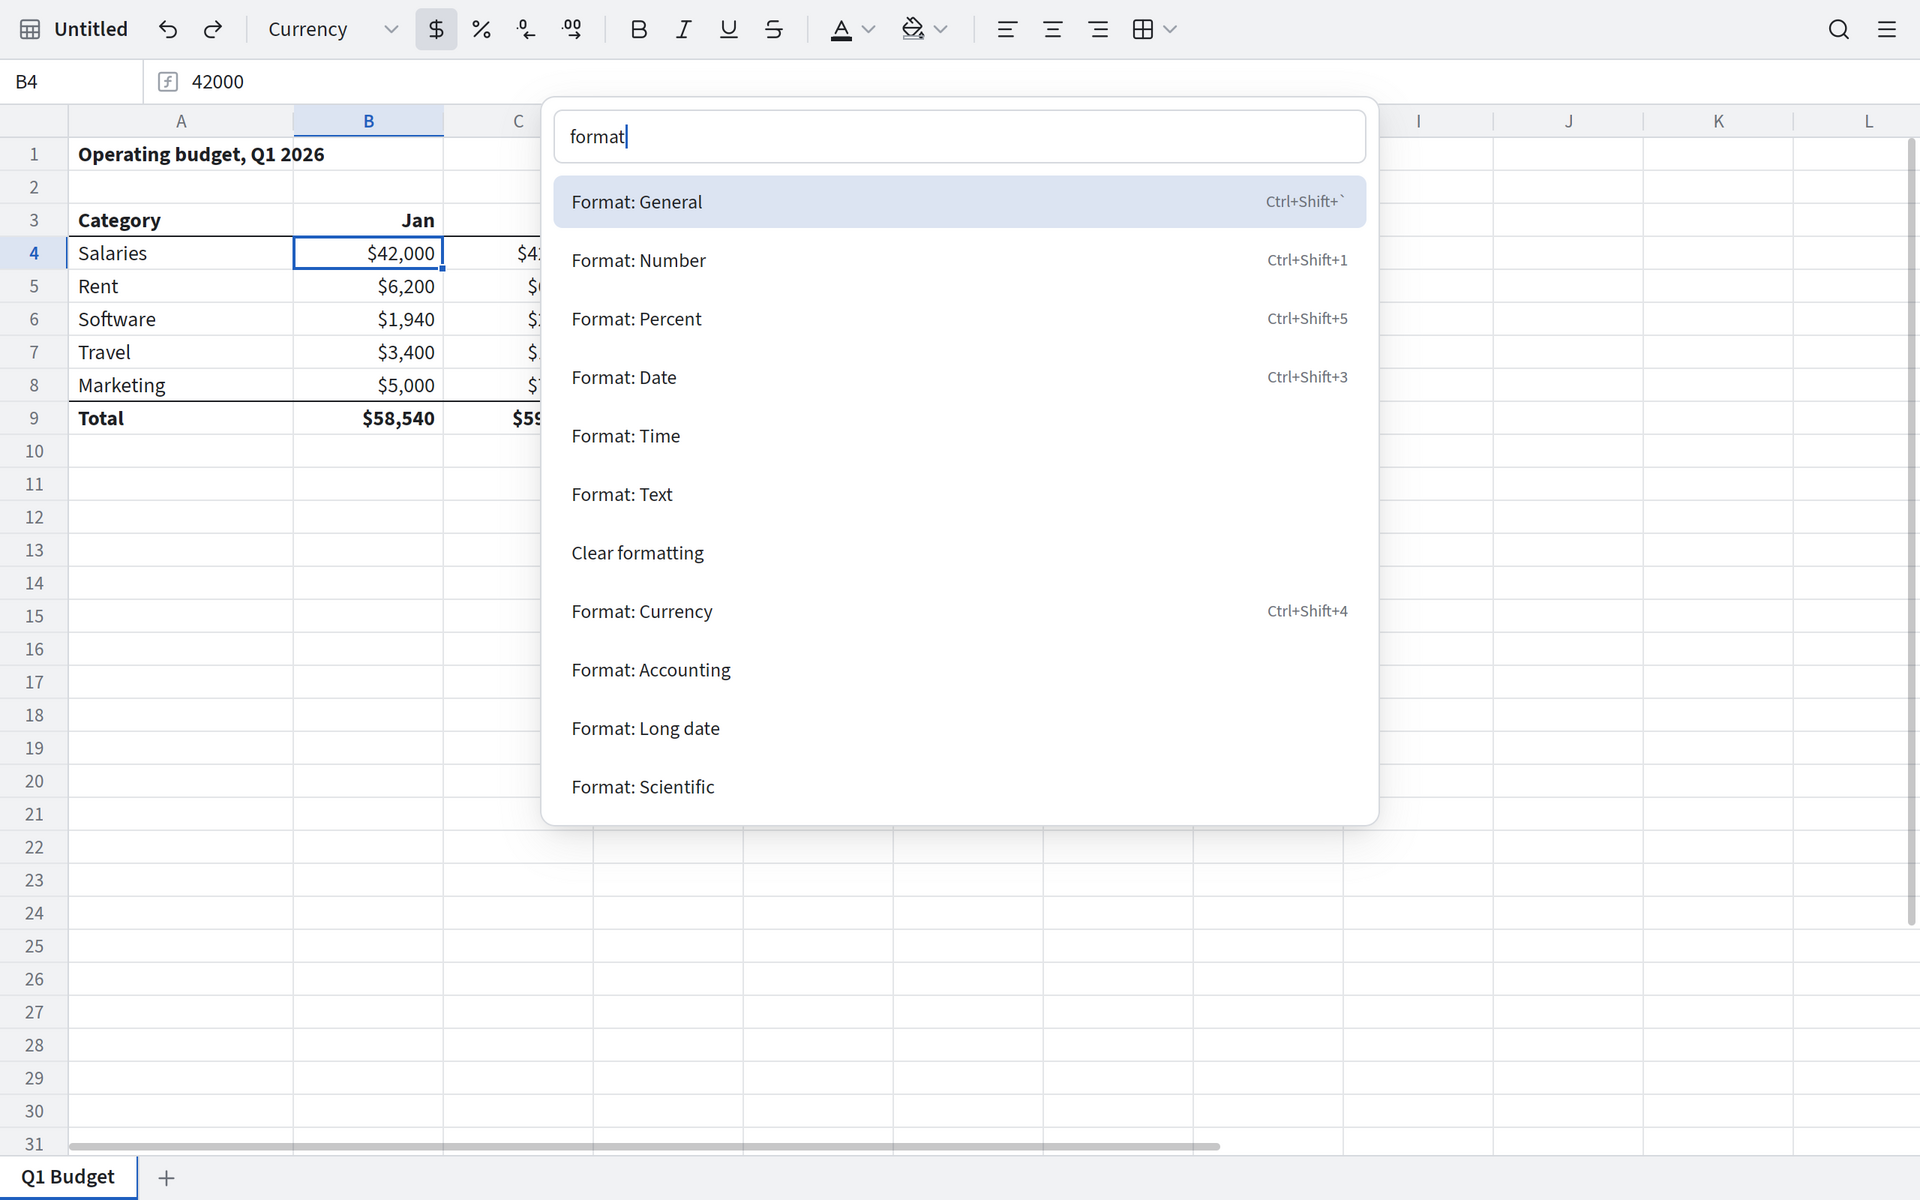 Untitled Currency $ % .0 .00 B I U S A
B4 42000
format
A B C I J K L
1 Operating budget, Q1 2026
2
3 Category Jan
4 Salaries $42,000
5 Rent $6,200
6 Software $1,940
7 Travel $3,400
8 Marketing $5,000
9 Total $58,540
10
11
12
13
14
15
16
17
18
19
20
21
22
23
24
25
26
27
28
29
30
31
Format: General Ctrl+Shift+`
Format: Number Ctrl+Shift+1
Format: Percent Ctrl+Shift+5
Format: Date Ctrl+Shift+3
Format: Time
Format: Text
Clear formatting
Format: Currency Ctrl+Shift+4
Format: Accounting
Format: Long date
Format: Scientific
Q1 Budget